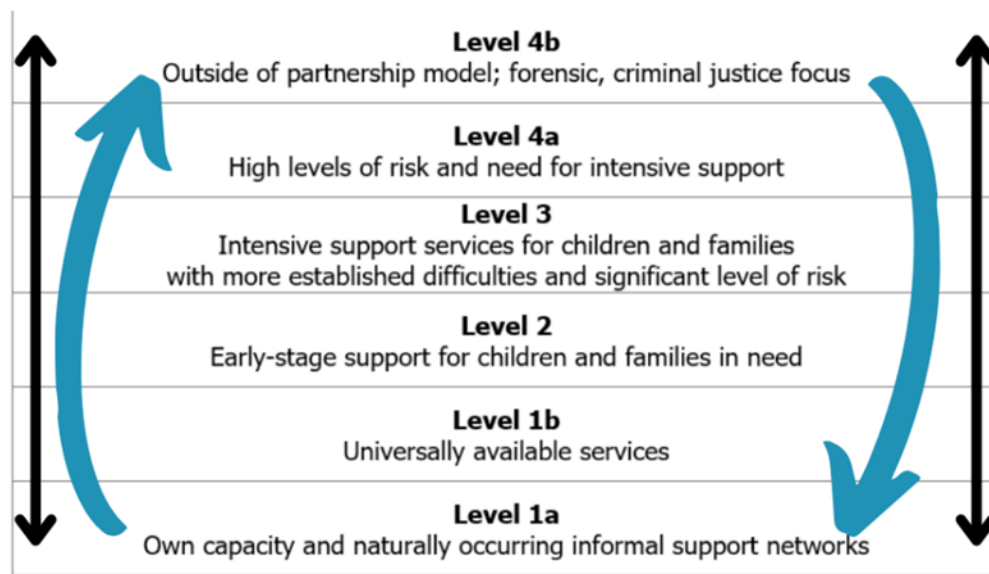 Level 4b
Outside of partnership model; forensic, criminal justice focus
Level 4a
High levels of risk and need for intensive support
Level 3
Intensive support services for children and families
with more established difficulties and significant level of risk
Level 2
Early-stage support for children and families in need
Level 1b
Universally available services
Level 1a
Own capacity and naturally occurring informal support networks